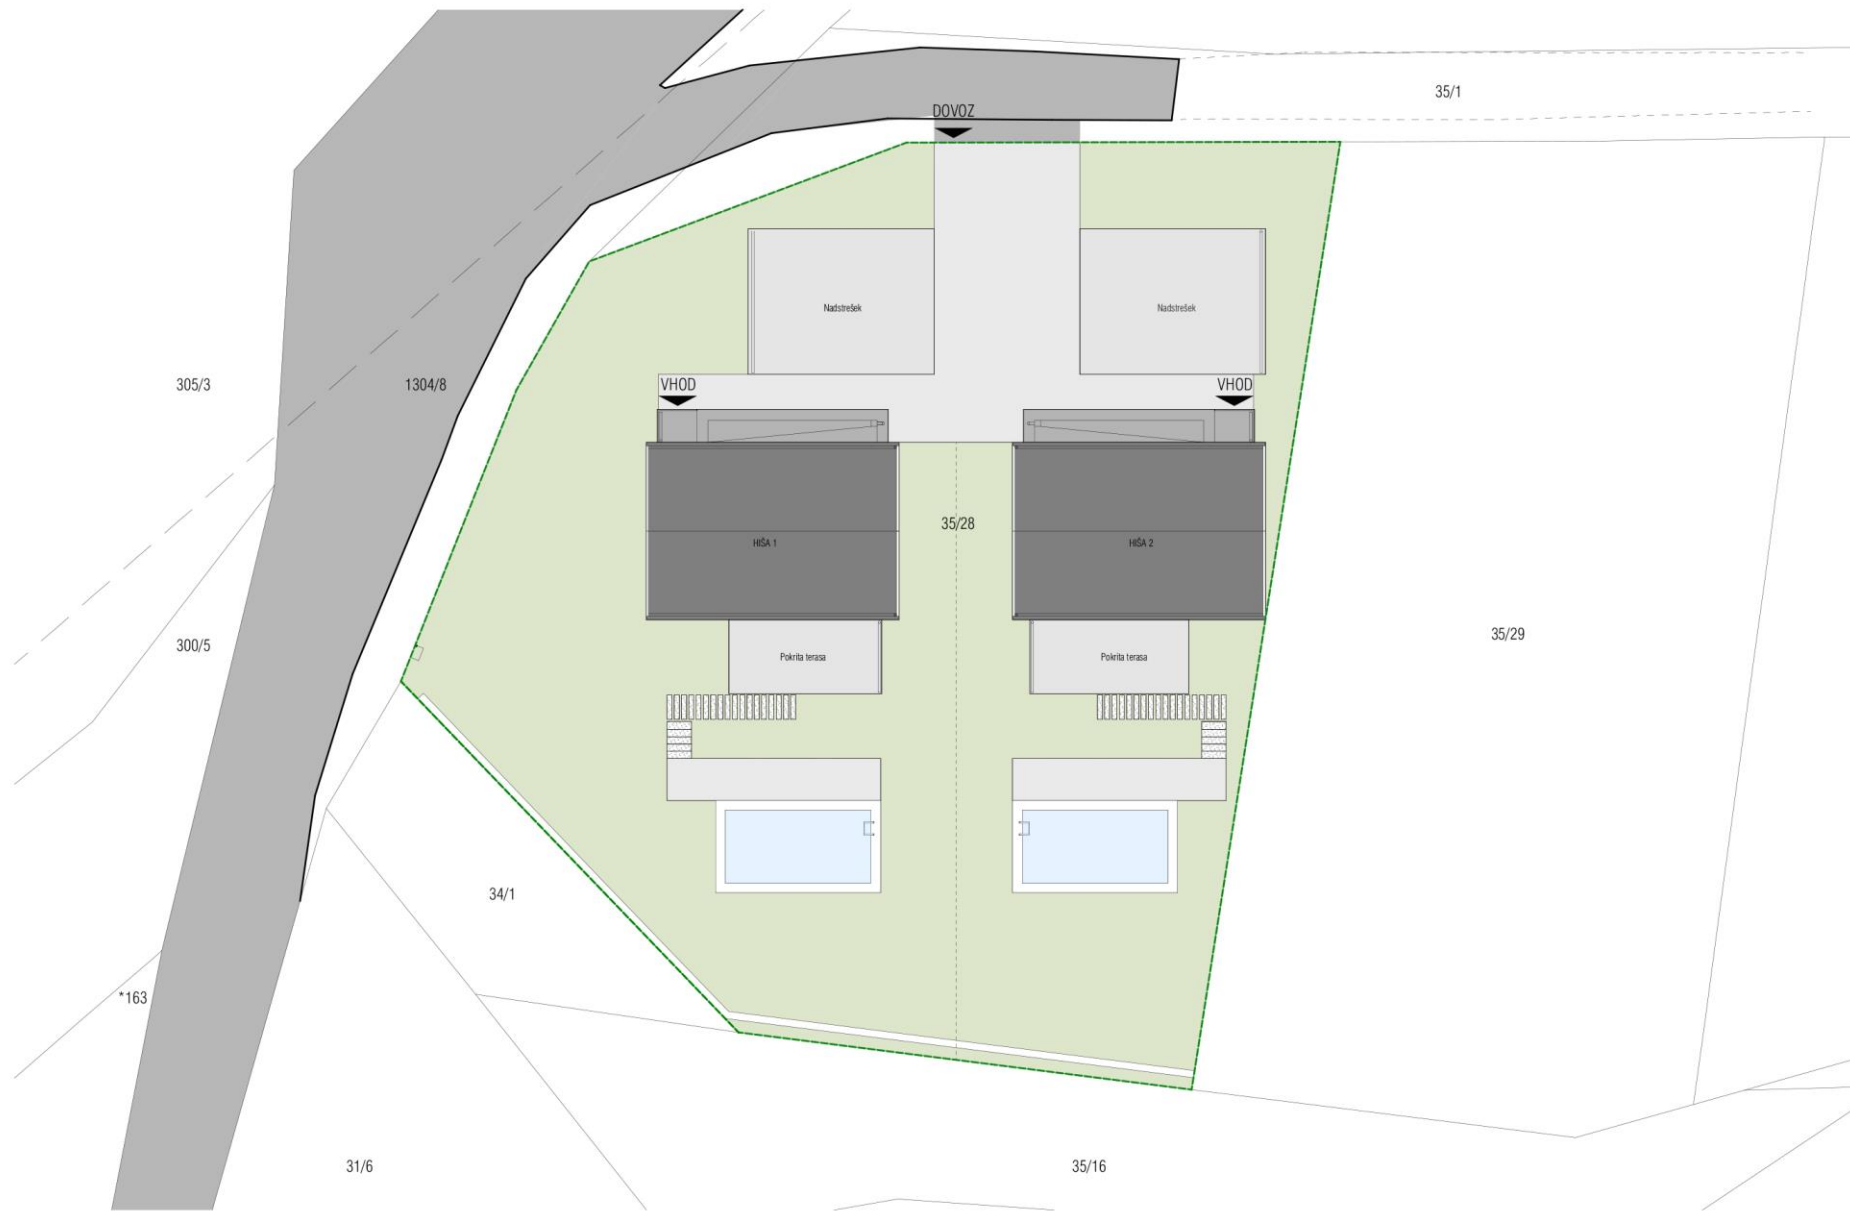 35/1
DOVOZ
Nadstrešek
Nadstrešek
305/3
1304/8
VHOD
VHOD
35/28
HIŠA 1
HIŠA 2
300/5
35/29
Pokrita terasa
Pokrita terasa
34/1
*163
31/6
35/16